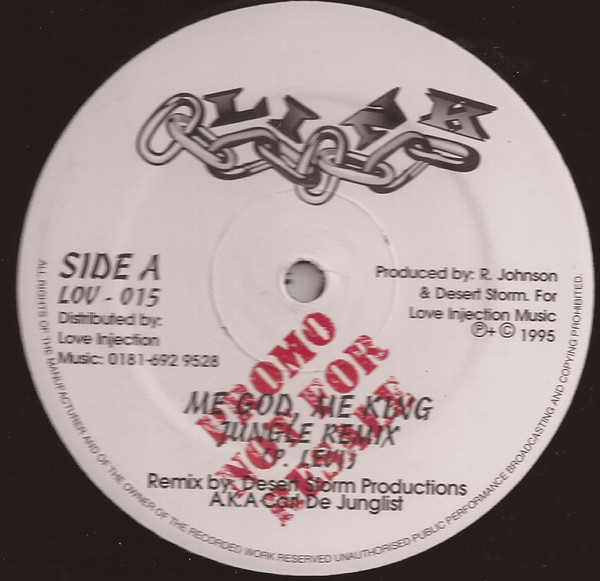 LINK
SIDE A
LOV - 015
Distributed by:
Love Injection
Music: 0181-692 9528
Produced by: R. Johnson
& Desert Storm. For
Love Injection Music
℗+ © 1995
PROMO
NOT FOR
RESALE
ME GOD, ME KING
JUNGLE REMIX
(P. LEVI)
Remix by: Desert Storm Productions
A.K.A Carl De Junglist
ALL RIGHTS OF THE MANUFACTURER AND OF THE OWNER OF THE RECORDED WORK RESERVED UNAUTHORISED PUBLIC PERFORMANCE BROADCASTING AND COPYING PROHIBITED.